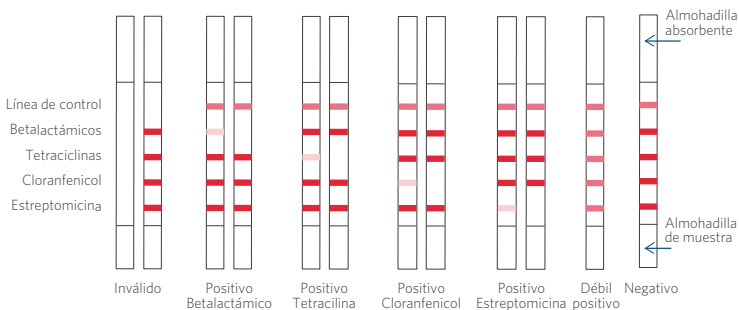 Almohadilla
absorbente
Línea de control
Betalactámicos
Tetraciclinas
Cloranfenicol
Estreptomicina
Almohadilla
de muestra
Inválido
Positivo
Betalactámico
Positivo
Tetracilina
Positivo
Cloranfenicol
Positivo
Estreptomicina
Débil
positivo
Negativo